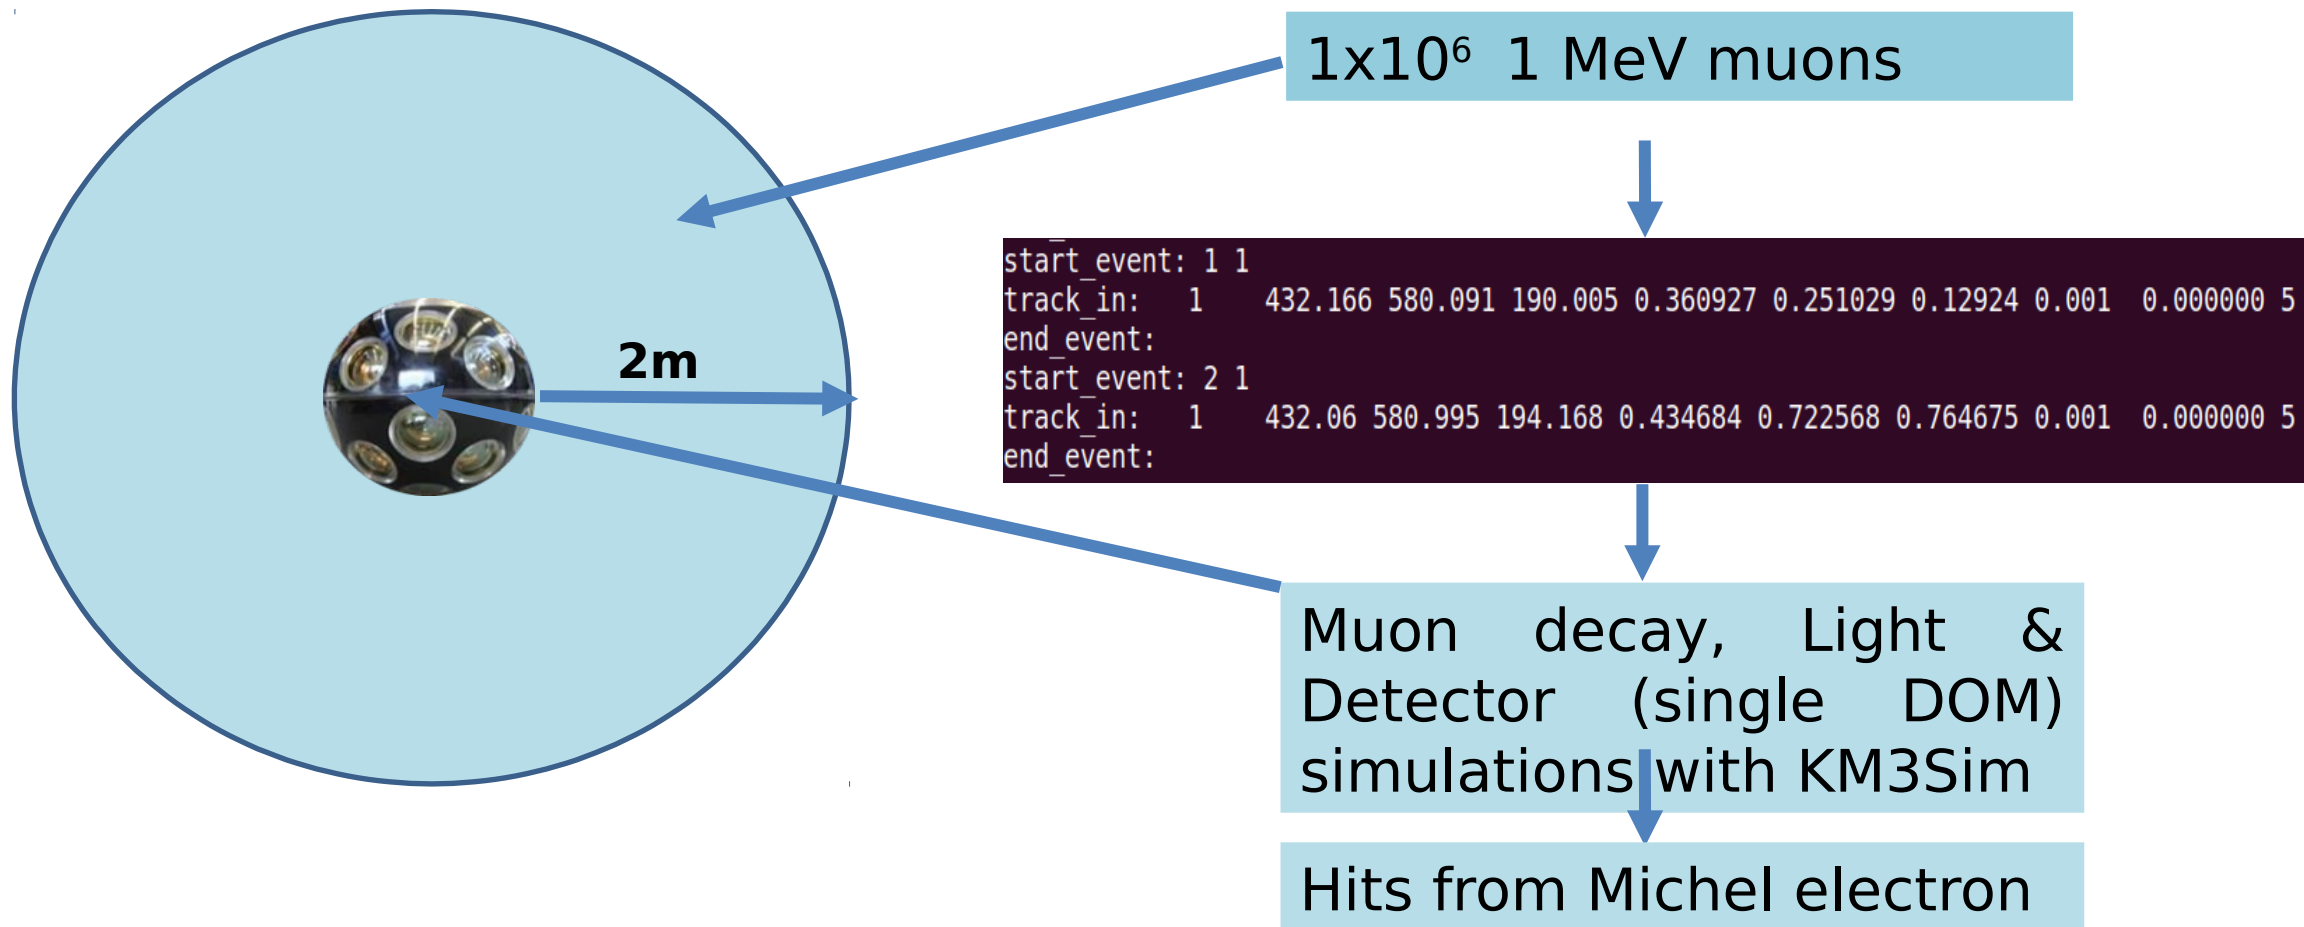 1x10⁶ 1 MeV muons
2m
start_event: 1 1
track_in: 1 432.166 580.091 190.005 0.360927 0.251029 0.12924 0.001 0.000000 5
end_event:
start_event: 2 1
track_in: 1 432.06 580.995 194.168 0.434684 0.722568 0.764675 0.001 0.000000 5
end_event:
Muon decay, Light &
Detector (single DOM)
simulations with KM3Sim
Hits from Michel electron